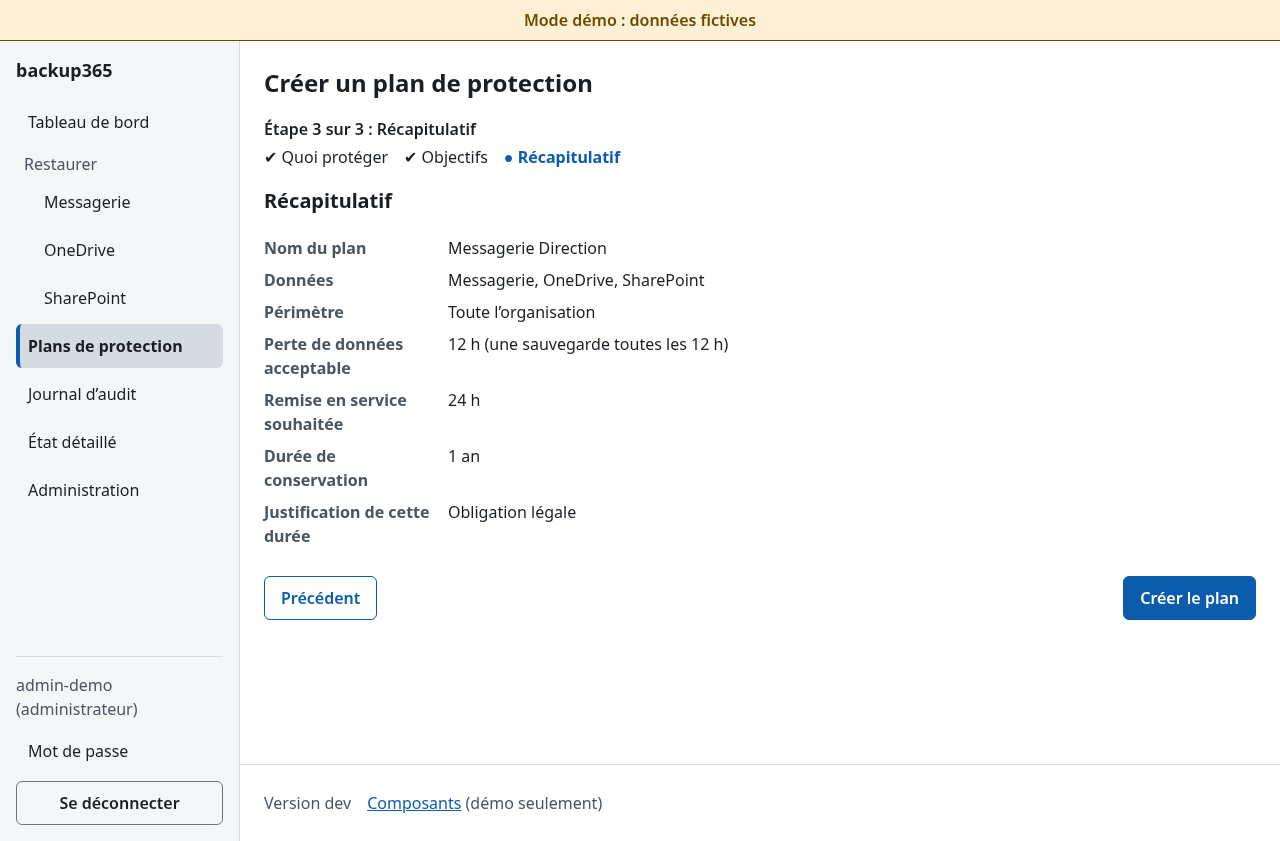 Mode démo : données fictives
backup365
Tableau de bord
Restaurer
Messagerie
OneDrive
SharePoint
Plans de protection
Journal d’audit
État détaillé
Administration
admin-demo
(administrateur)
Mot de passe
Se déconnecter
Créer un plan de protection
Étape 3 sur 3 : Récapitulatif
✔ Quoi protéger ✔ Objectifs ● Récapitulatif
Récapitulatif
Nom du plan Messagerie Direction
Données Messagerie, OneDrive, SharePoint
Périmètre Toute l’organisation
Perte de données 12 h (une sauvegarde toutes les 12 h)
acceptable
Remise en service 24 h
souhaitée
Durée de 1 an
conservation
Justification de cette Obligation légale
durée
Précédent Créer le plan
Version dev Composants (démo seulement)